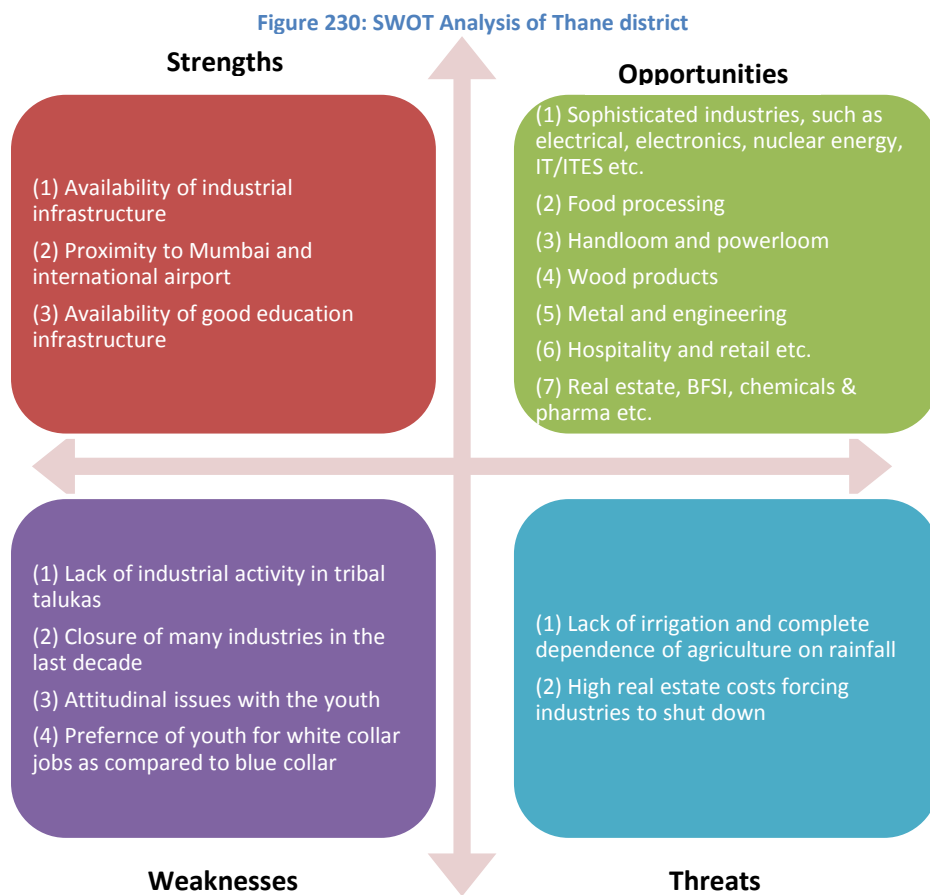 Figure 230: SWOT Analysis of Thane district
Strengths
(1) Availability of industrial
infrastructure
(2) Proximity to Mumbai and
international airport
(3) Availability of good education
infrastructure
Opportunities
(1) Sophisticated industries, such as
electrical, electronics, nuclear energy,
IT/ITES etc.
(2) Food processing
(3) Handloom and powerloom
(4) Wood products
(5) Metal and engineering
(6) Hospitality and retail etc.
(7) Real estate, BFSI, chemicals &
pharma etc.
(1) Lack of industrial activity in tribal
talukas
(2) Closure of many industries in the
last decade
(3) Attitudinal issues with the youth
(4) Prefernce of youth for white collar
jobs as compared to blue collar
Weaknesses
(1) Lack of irrigation and complete
dependence of agriculture on rainfall
(2) High real estate costs forcing
industries to shut down
Threats